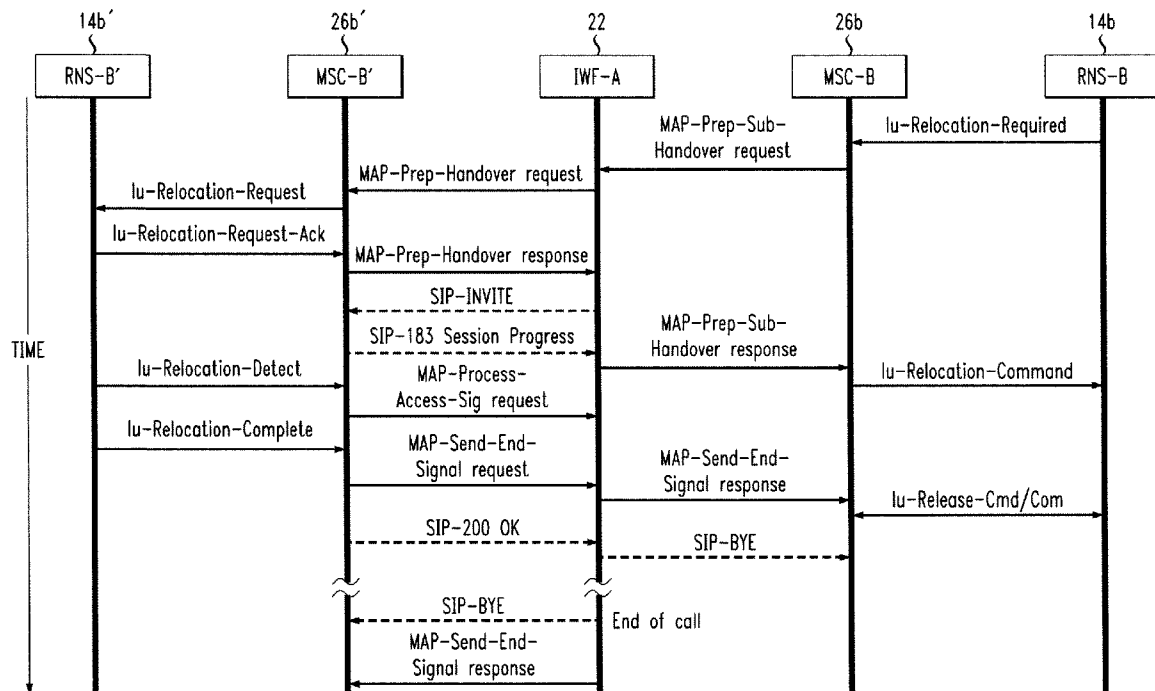 14b′ 26b′ 22 26b 14b
RNS-B′ MSC-B′ IWF-A MSC-B RNS-B
MAP-Prep-Sub-
Handover request
Iu-Relocation-Required
MAP-Prep-Handover request
Iu-Relocation-Request
Iu-Relocation-Request-Ack
MAP-Prep-Handover response
SIP-INVITE
SIP-183 Session Progress
MAP-Prep-Sub-
Handover response
TIME
Iu-Relocation-Detect
MAP-Process-
Access-Sig request
Iu-Relocation-Command
Iu-Relocation-Complete
MAP-Send-End-
Signal request
MAP-Send-End-
Signal response
Iu-Release-Cmd/Com
SIP-200 OK
SIP-BYE
SIP-BYE
End of call
MAP-Send-End-
Signal response